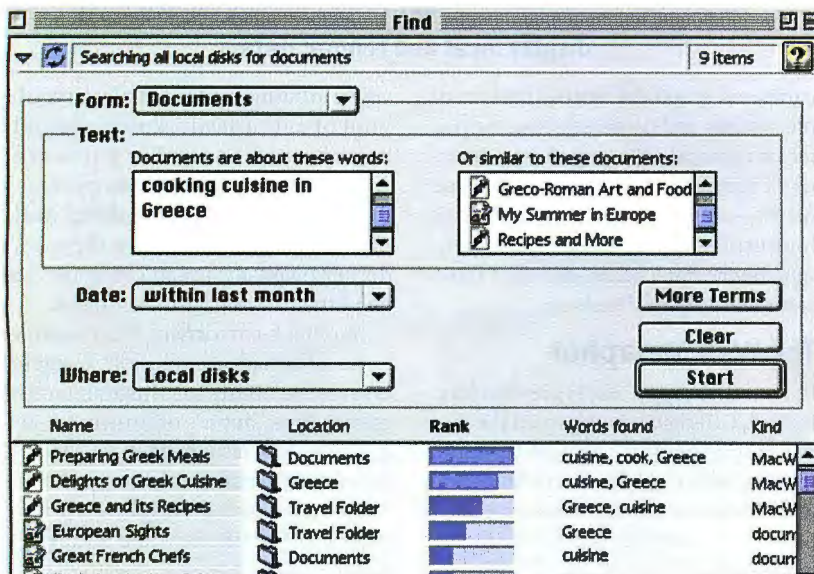 Find
Searching all local disks for documents
9 items
?
Form: Documents
Text:
Documents are about these words:
cooking cuisine in
Greece
Or similar to these documents:
Greco-Roman Art and Food
My Summer in Europe
Recipes and More
Date: within last month
More Terms
Clear
Where: Local disks
Start
Name Location Rank Words found Kind
Preparing Greek Meals Documents cuisine, cook, Greece MacW
Delights of Greek Cuisine Greece cuisine, Greece MacW
Greece and its Recipes Travel Folder Greece, cuisine MacW
European Sights Travel Folder Greece docum
Great French Chefs Documents cuisine docum